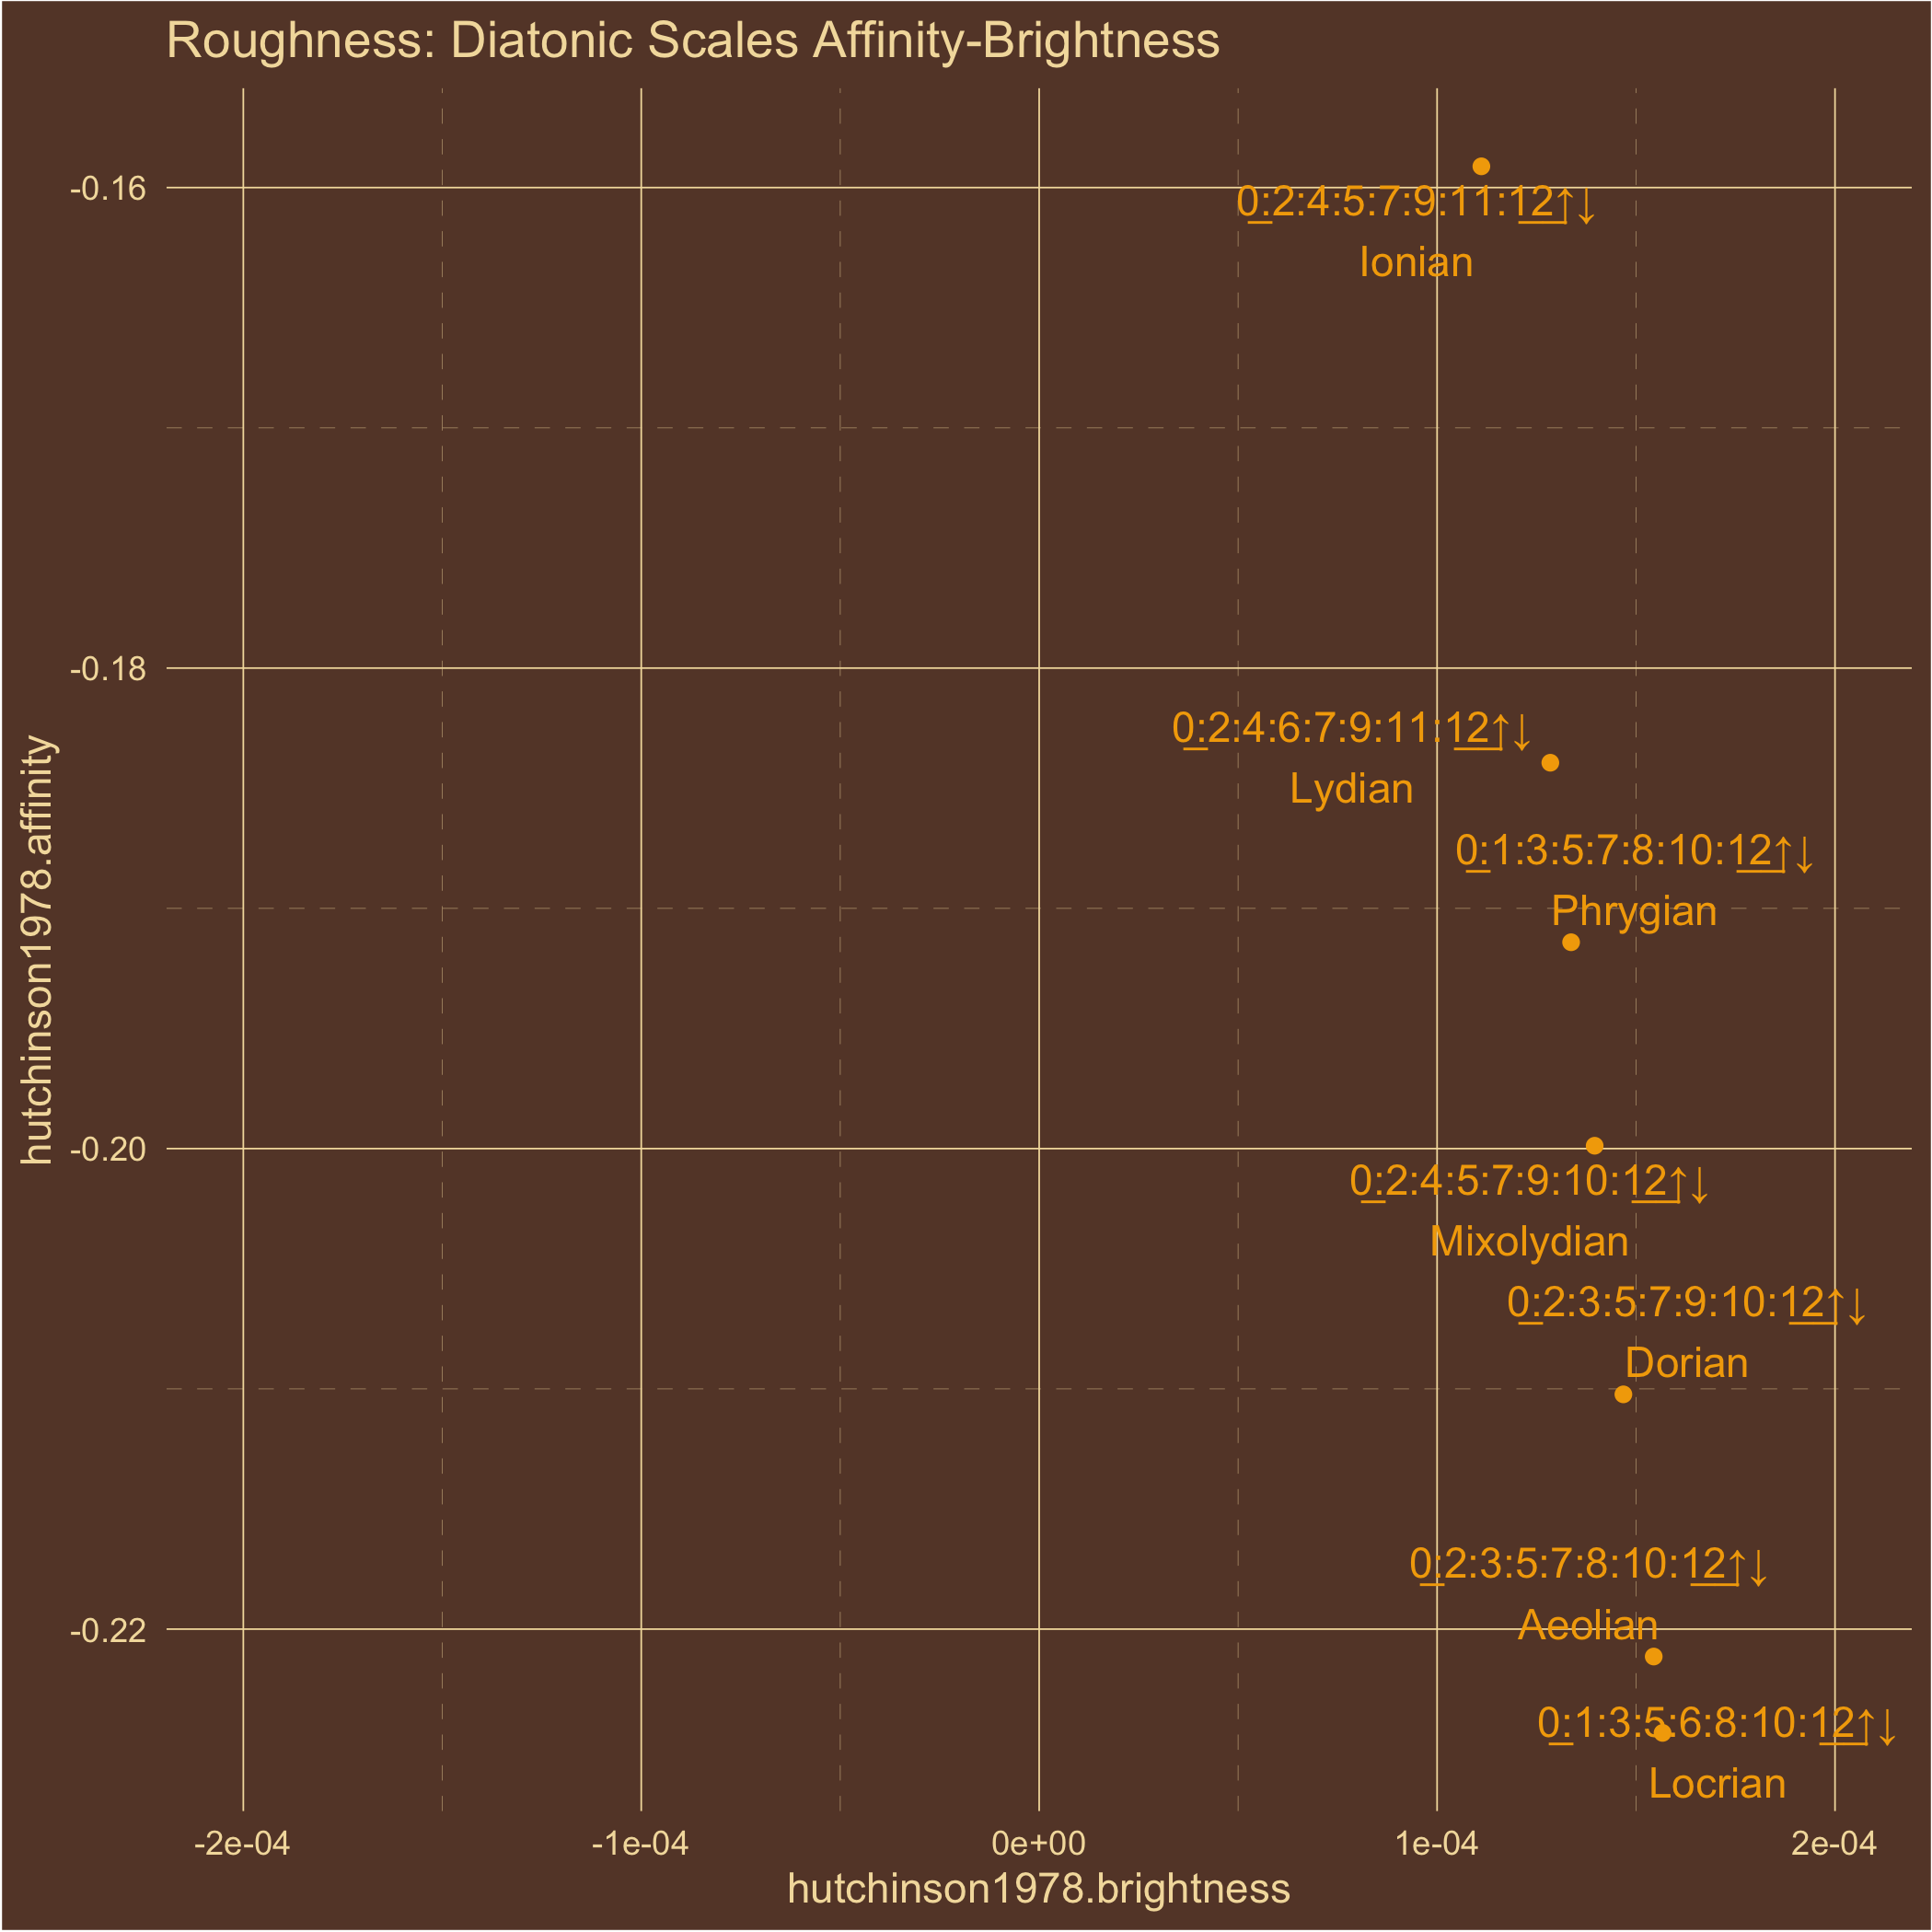 Roughness: Diatonic Scales Affinity-Brightness
hutchinson1978.affinity
-0.16
-0.18
-0.20
-0.22
0:2:4:5:7:9:11:12↑↓
Ionian
0:2:4:6:7:9:11:12↑↓
Lydian
0:1:3:5:7:8:10:12↑↓
Phrygian
0:2:4:5:7:9:10:12↑↓
Mixolydian
0:2:3:5:7:9:10:12↑↓
Dorian
0:2:3:5:7:8:10:12↑↓
Aeolian
0:1:3:5:6:8:10:12↑↓
Locrian
-2e-04 -1e-04 0e+00 1e-04 2e-04
hutchinson1978.brightness